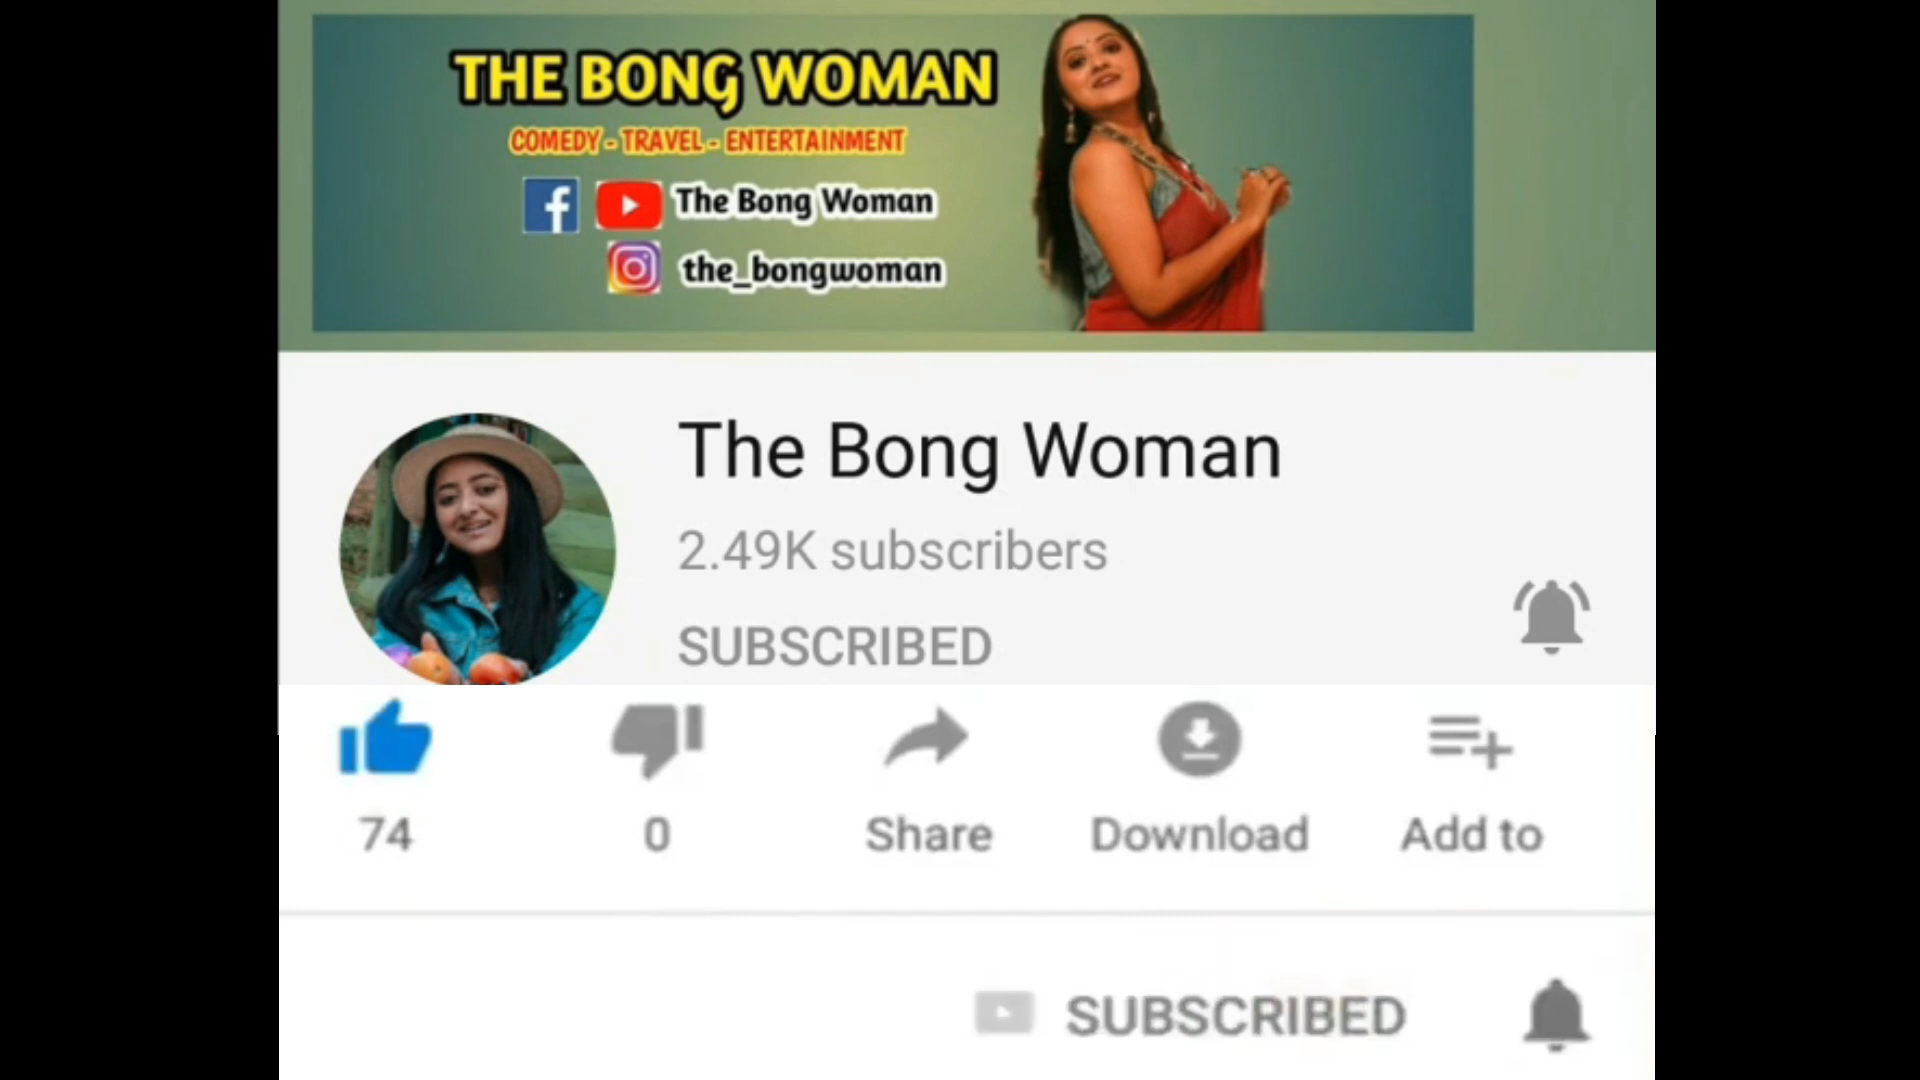 THE BONG WOMAN
COMEDY - TRAVEL - ENTERTAINMENT
The Bong Woman
the_bongwoman
The Bong Woman
2.49K subscribers
SUBSCRIBED
74 0 Share Download Add to
SUBSCRIBED